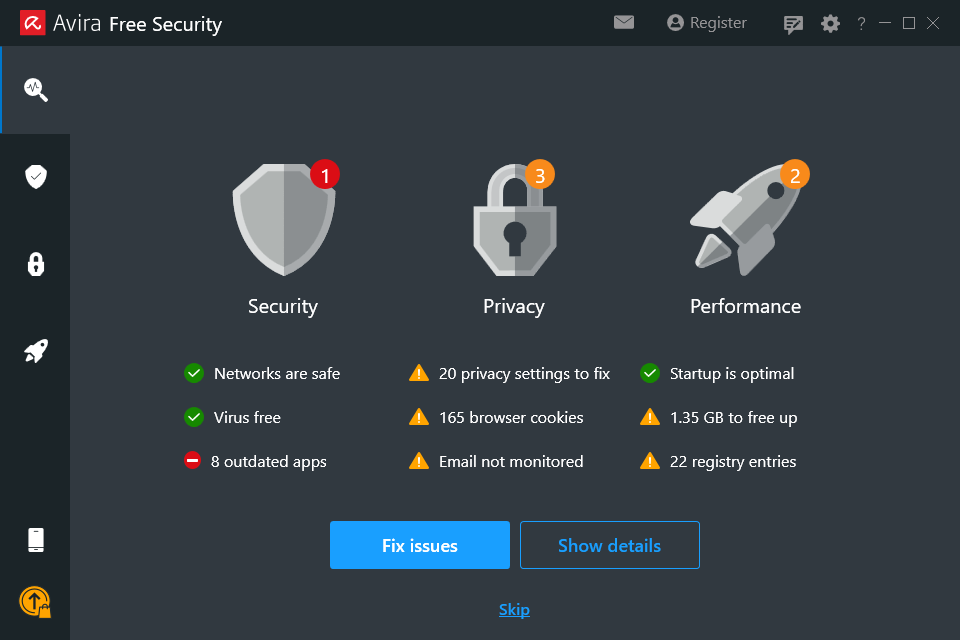 Avira Free Security
Register
?
1
3
2
Security
Privacy
Performance
Networks are safe
20 privacy settings to fix
Startup is optimal
Virus free
165 browser cookies
1.35 GB to free up
8 outdated apps
Email not monitored
22 registry entries
Fix issues
Show details
Skip